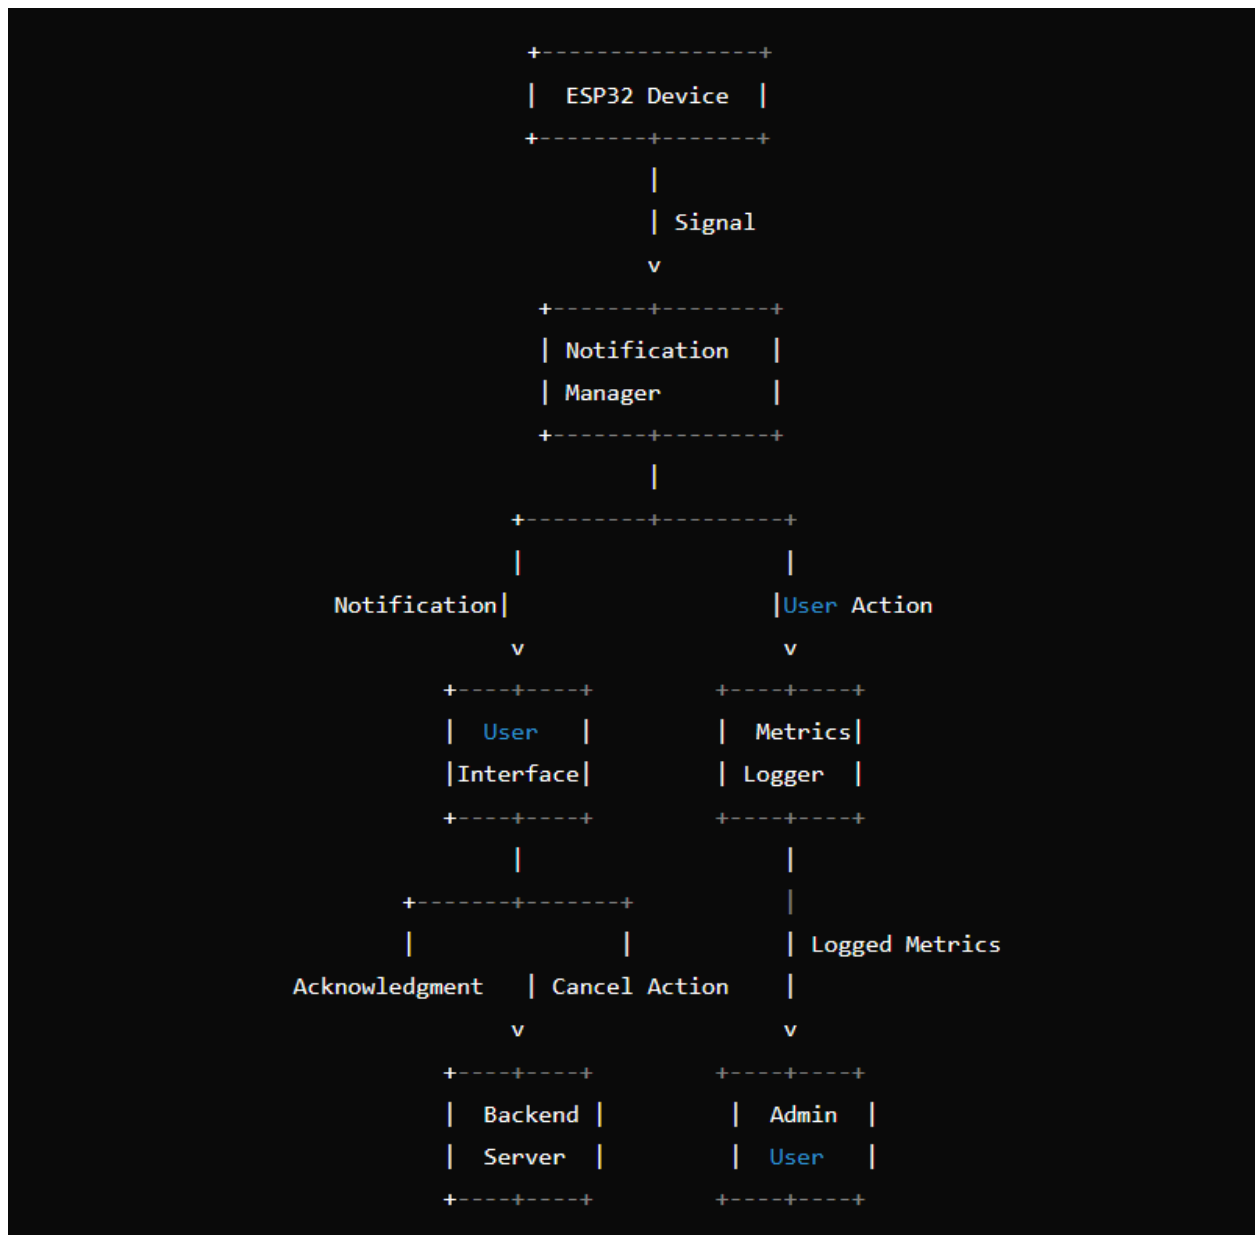 +----------------+
|  ESP32 Device  |
+--------+-------+
|
| Signal
v
+-------+--------+
| Notification   |
| Manager        |
+-------+--------+
|
+---------+---------+
|                   |
Notification|                   |User Action
v                   v
+----+----+         +----+----+
|  User   |         |  Metrics|
|Interface|         | Logger  |
+----+----+         +----+----+
|                   |
+-------+-------+           |
|               |           | Logged Metrics
Acknowledgment   | Cancel Action    |
v                   v
+----+----+         +----+----+
|  Backend |         |  Admin  |
|  Server  |         |  User   |
+----+----+         +----+----+